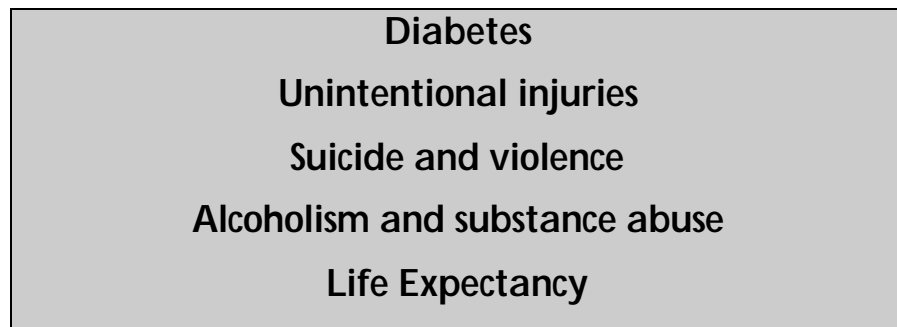 Diabetes
Unintentional injuries
Suicide and violence
Alcoholism and substance abuse
Life Expectancy